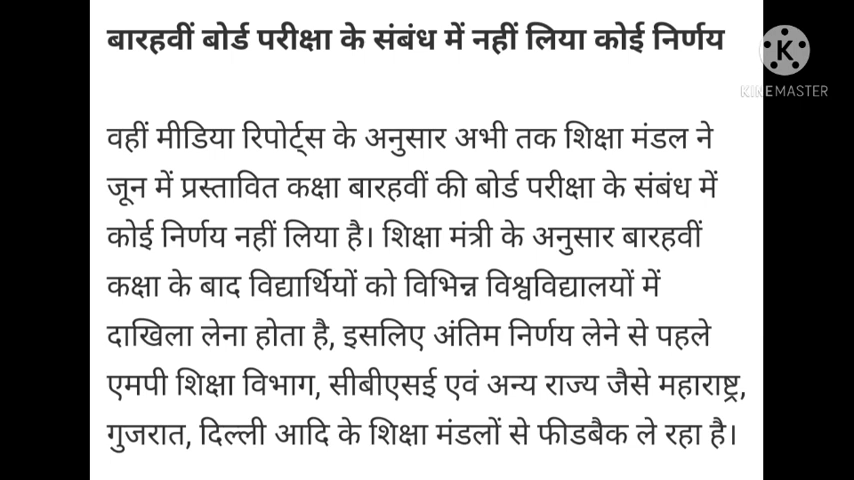 बारहवीं बोर्ड परीक्षा के संबंध में नहीं लिया कोई निर्णय
K
KINEMASTER
वहीं मीडिया रिपोर्ट्स के अनुसार अभी तक शिक्षा मंडल ने
जून में प्रस्तावित कक्षा बारहवीं की बोर्ड परीक्षा के संबंध में
कोई निर्णय नहीं लिया है। शिक्षा मंत्री के अनुसार बारहवीं
कक्षा के बाद विद्यार्थियों को विभिन्न विश्वविद्यालयों में
दाखिला लेना होता है, इसलिए अंतिम निर्णय लेने से पहले
एमपी शिक्षा विभाग, सीबीएसई एवं अन्य राज्य जैसे महाराष्ट्र,
गुजरात, दिल्ली आदि के शिक्षा मंडलों से फीडबैक ले रहा है।